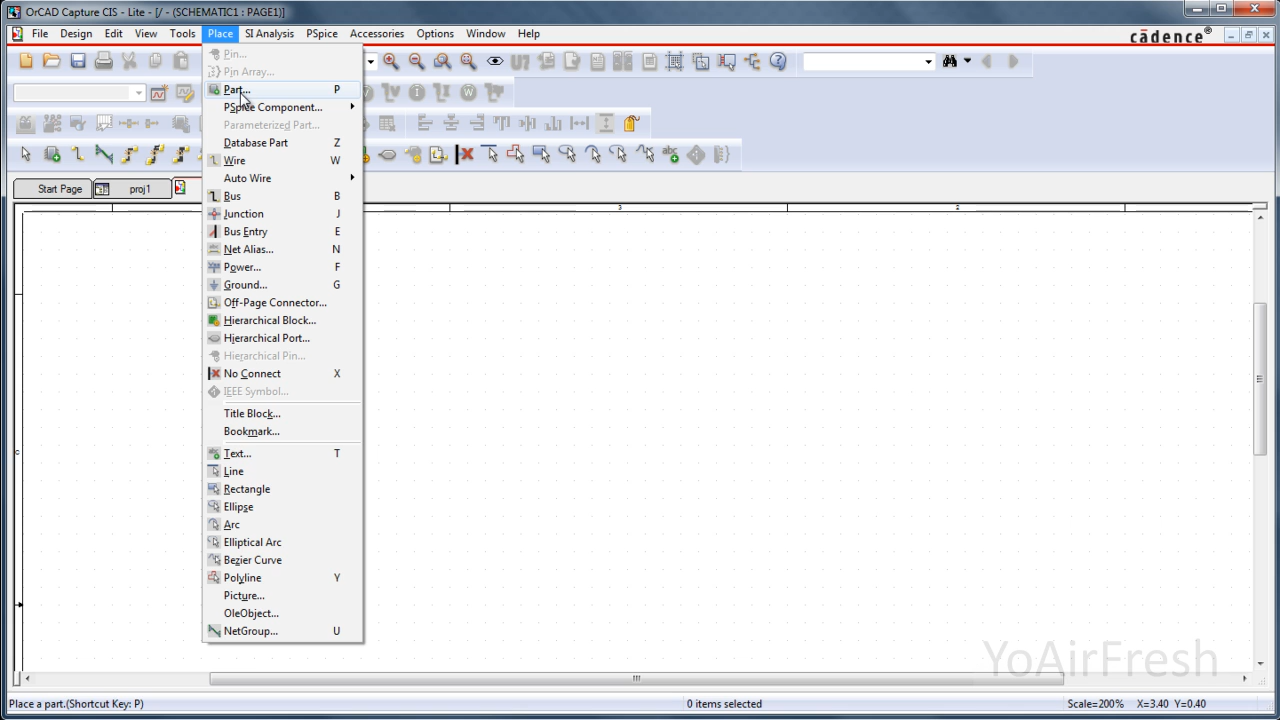 OrCAD Capture CIS - Lite - [/ - (SCHEMATIC1 : PAGE1)]
File Design Edit View Tools Place SI Analysis PSpice Accessories Options Window Help
cādence®
Pin...
Pin Array...
Part... P
PSpice Component...
Parameterized Part...
Database Part Z
Wire W
Auto Wire
Bus B
Junction J
Bus Entry E
Net Alias... N
Power... F
Ground... G
Off-Page Connector...
Hierarchical Block...
Hierarchical Port...
Hierarchical Pin...
No Connect X
IEEE Symbol...
Title Block...
Bookmark...
Text... T
Line
Rectangle
Ellipse
Arc
Elliptical Arc
Bezier Curve
Polyline Y
Picture...
OleObject...
NetGroup... U
Start Page
proj1
3
2
C
YoAirFresh
Place a part.(Shortcut Key: P)
0 items selected
Scale=200% X=3.40 Y=0.40